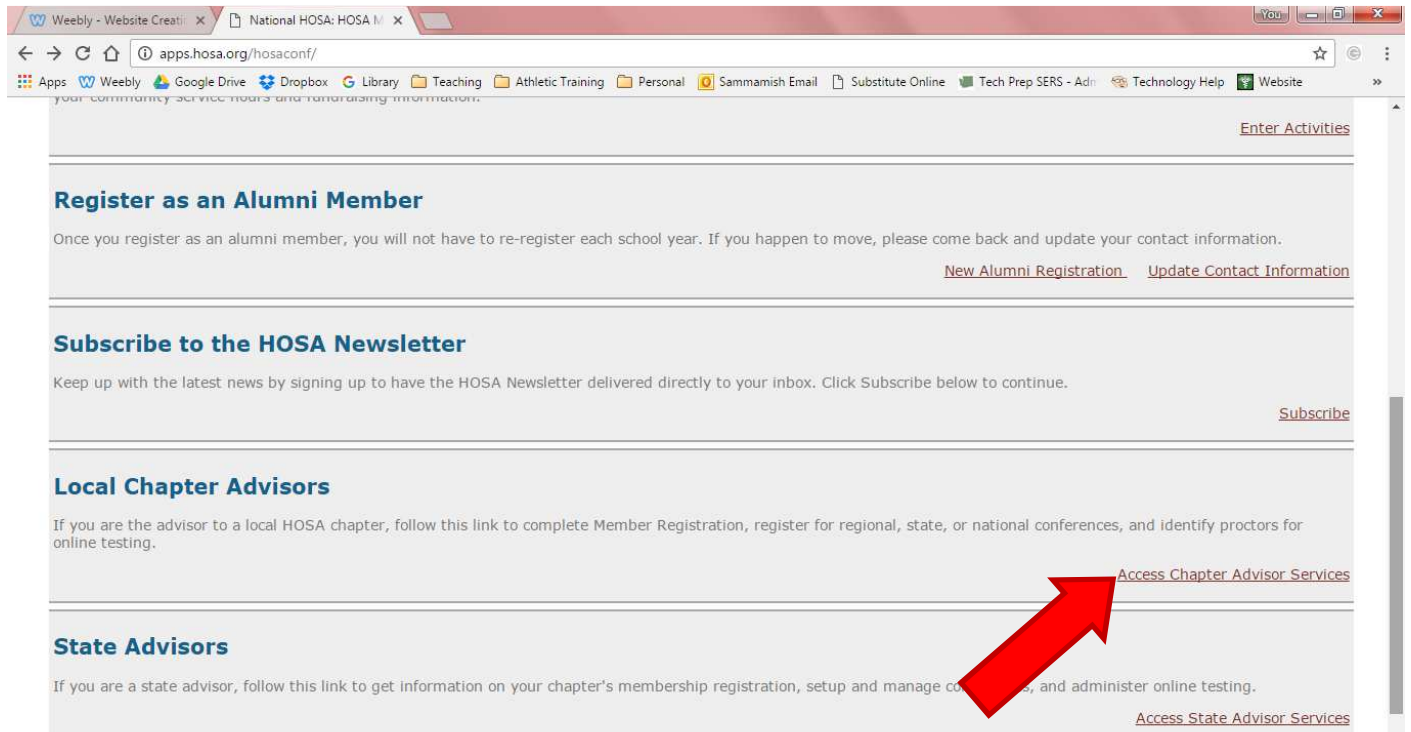 Weebly - Website Creati
National HOSA: HOSA M
You
apps.hosa.org/hosaconf/
Apps Weebly Google Drive Dropbox Library Teaching Athletic Training Personal Sammamish Email Substitute Online Tech Prep SERS - Adm Technology Help Website »
your community service hours and fundraising information.
Enter Activities
Register as an Alumni Member
Once you register as an alumni member, you will not have to re-register each school year. If you happen to move, please come back and update your contact information.
New Alumni Registration Update Contact Information
Subscribe to the HOSA Newsletter
Keep up with the latest news by signing up to have the HOSA Newsletter delivered directly to your inbox. Click Subscribe below to continue.
Subscribe
Local Chapter Advisors
If you are the advisor to a local HOSA chapter, follow this link to complete Member Registration, register for regional, state, or national conferences, and identify proctors for
online testing.
Access Chapter Advisor Services
State Advisors
If you are a state advisor, follow this link to get information on your chapter's membership registration, setup and manage co s, and administer online testing.
Access State Advisor Services